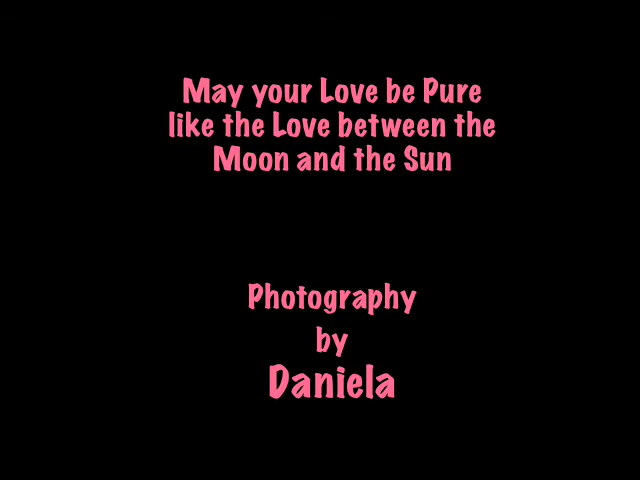 May your Love be Pure
like the Love between the
Moon and the Sun
Photography
by
Daniela